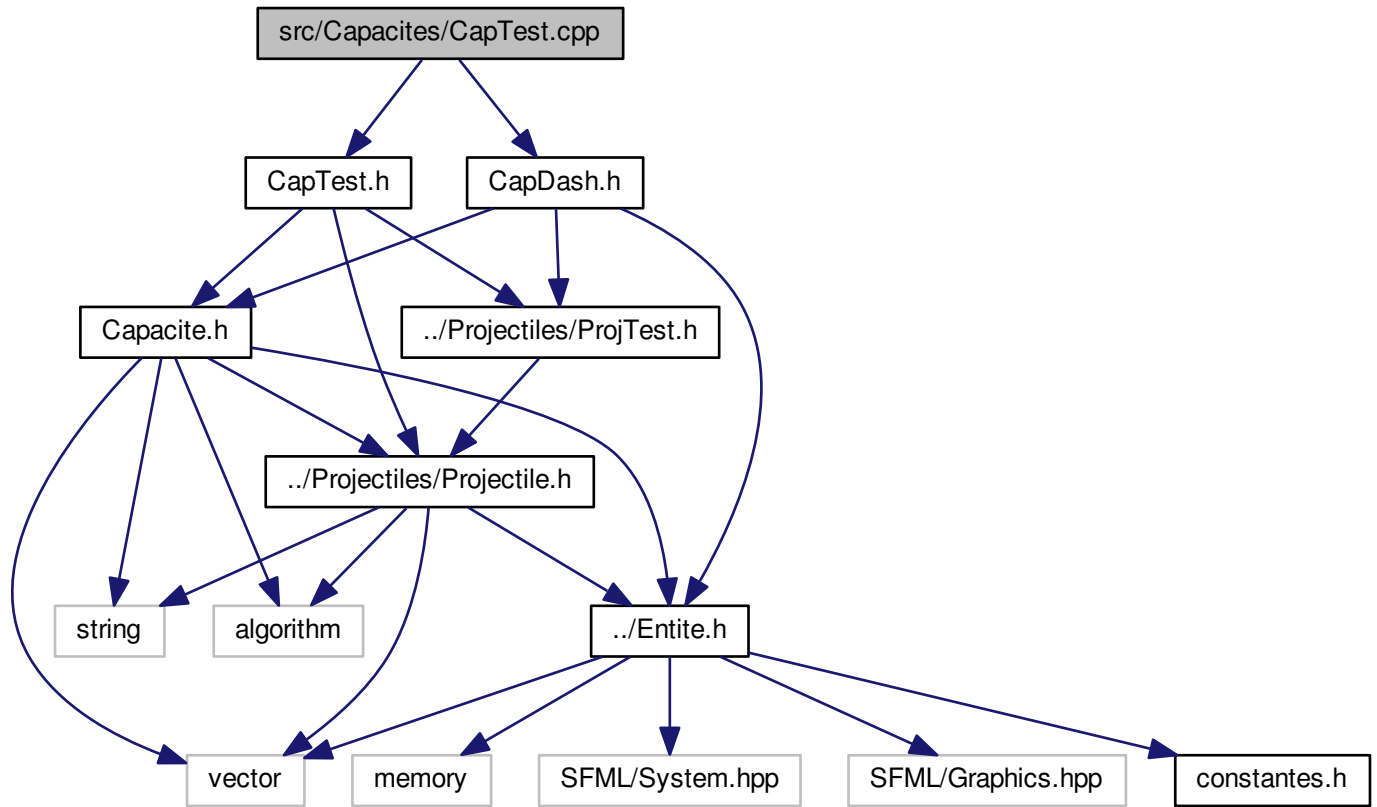 src/Capacites/CapTest.cpp
CapTest.h
CapDash.h
Capacite.h
../Projectiles/ProjTest.h
../Projectiles/Projectile.h
string
algorithm
../Entite.h
vector
memory
SFML/System.hpp
SFML/Graphics.hpp
constantes.h